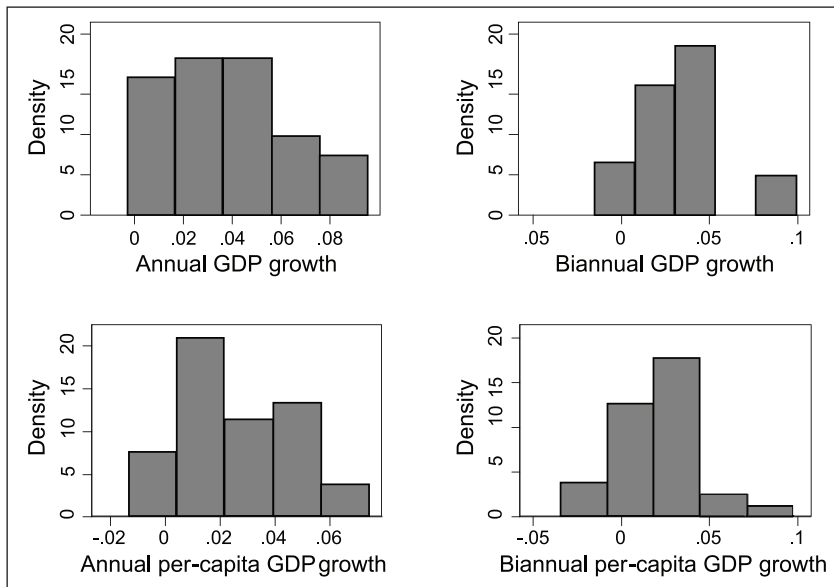 Density
20
15
10
5
0
0 .02 .04 .06 .08
Annual GDP growth
Density
20
15
10
5
0
.05 0 .05 .1
Biannual GDP growth
Density
20
15
10
5
0
-.02 0 .02 .04 .06
Annual per-capita GDP growth
Density
20
15
10
5
0
-.05 0 .05 .1
Biannual per-capita GDP growth